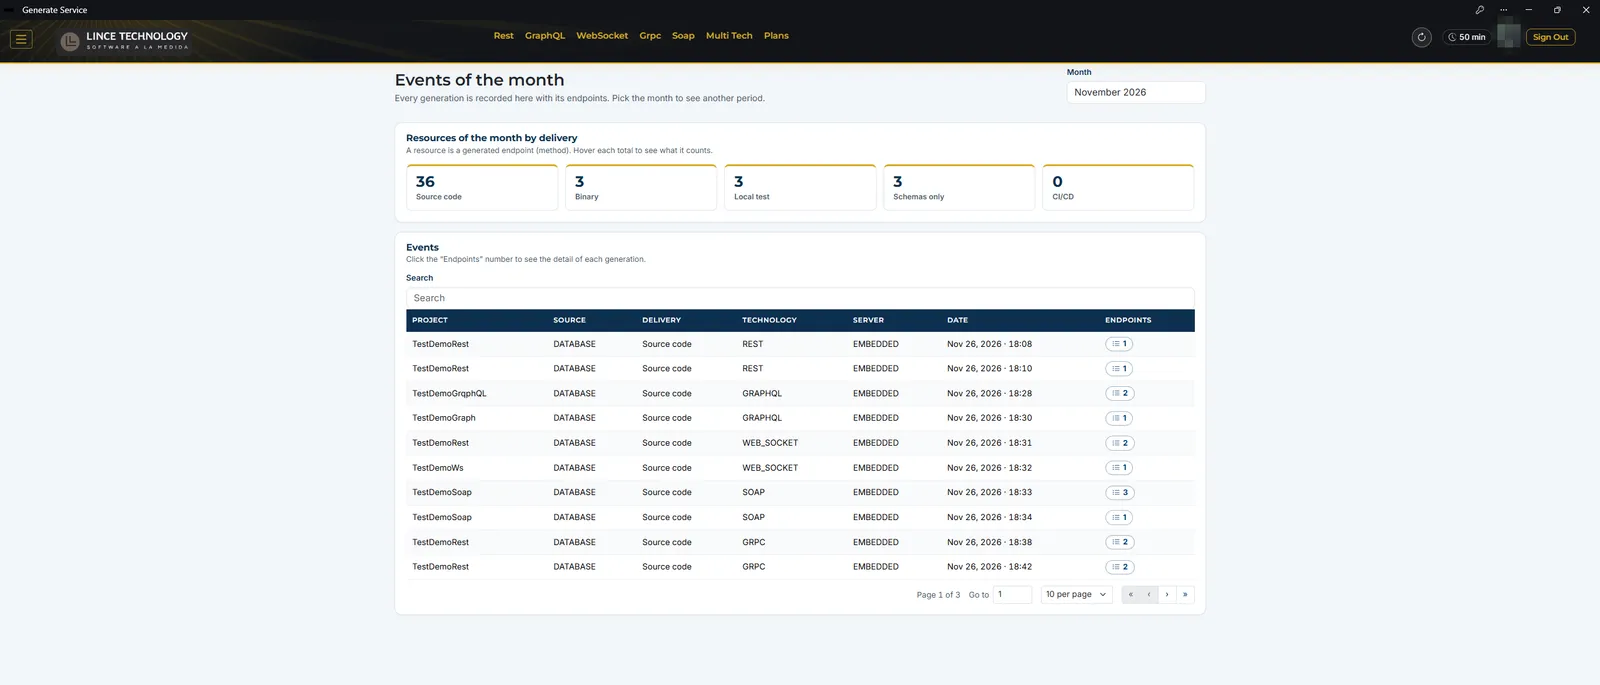 Generate Service
LINCE TECHNOLOGY
SOFTWARE A LA MEDIDA
Rest GraphQL WebSocket Grpc Soap Multi Tech Plans
50 min
Sign Out
Events of the month
Every generation is recorded here with its endpoints. Pick the month to see another period.
Month
November 2026
Resources of the month by delivery
A resource is a generated endpoint (method). Hover each total to see what it counts.
36
Source code
3
Binary
3
Local test
3
Schemas only
0
CI/CD
Events
Click the "Endpoints" number to see the detail of each generation.
Search
Search
PROJECT SOURCE DELIVERY TECHNOLOGY SERVER DATE ENDPOINTS
TestDemoRest DATABASE Source code REST EMBEDDED Nov 26, 2026 · 18:08 1
TestDemoRest DATABASE Source code REST EMBEDDED Nov 26, 2026 · 18:10 1
TestDemoGrqphQL DATABASE Source code GRAPHQL EMBEDDED Nov 26, 2026 · 18:28 2
TestDemoGraph DATABASE Source code GRAPHQL EMBEDDED Nov 26, 2026 · 18:30 1
TestDemoRest DATABASE Source code WEB_SOCKET EMBEDDED Nov 26, 2026 · 18:31 2
TestDemoWs DATABASE Source code WEB_SOCKET EMBEDDED Nov 26, 2026 · 18:32 1
TestDemoSoap DATABASE Source code SOAP EMBEDDED Nov 26, 2026 · 18:33 3
TestDemoSoap DATABASE Source code SOAP EMBEDDED Nov 26, 2026 · 18:34 1
TestDemoRest DATABASE Source code GRPC EMBEDDED Nov 26, 2026 · 18:38 2
TestDemoRest DATABASE Source code GRPC EMBEDDED Nov 26, 2026 · 18:42 2
Page 1 of 3 Go to 1 10 per page « ‹ › »